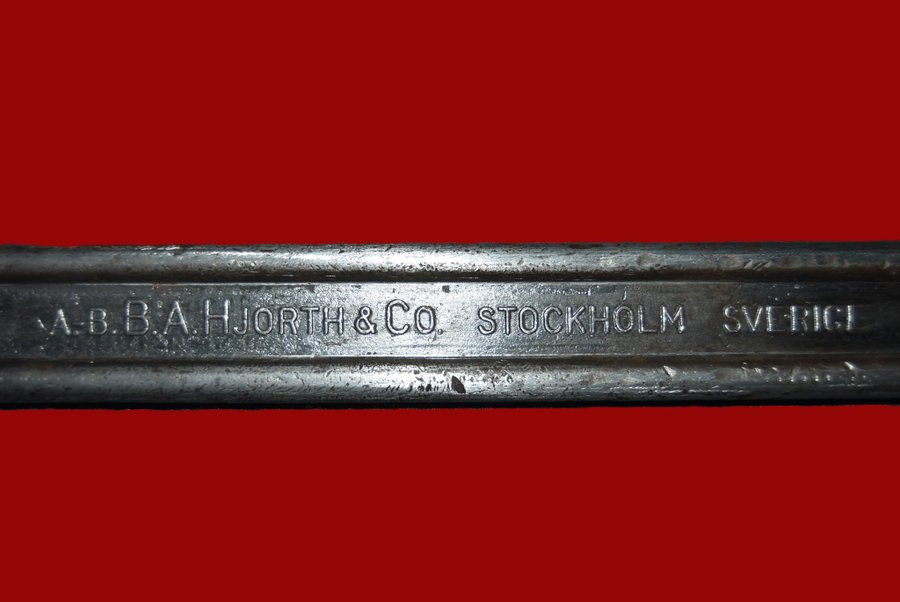 A.-B. B. A. HJORTH & Co. STOCKHOLM SVERIGE